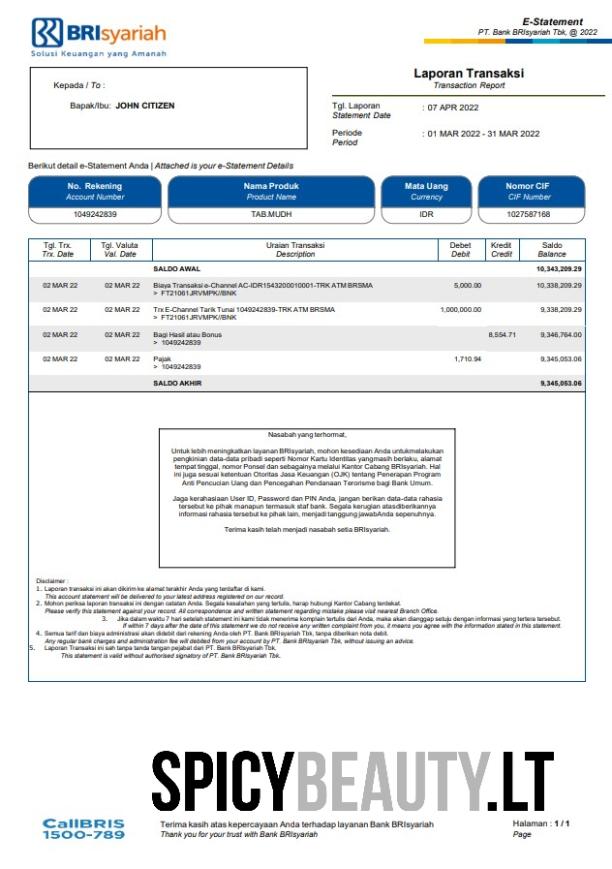 BRIsyariah
Solusi Keuangan yang Amanah
E-Statement
PT. Bank BRIsyariah Tbk, @ 2022
Kepada / To :
Bapak/Ibu: JOHN CITIZEN
Laporan Transaksi
Transaction Report
Tgl. Laporan : 07 APR 2022
Statement Date
Periode : 01 MAR 2022 - 31 MAR 2022
Period
Berikut detail e-Statement Anda | Attached is your e-Statement Details
No. Rekening Nama Produk Mata Uang Nomor CIF
Account Number Product Name Currency CIF Number
1049242839 TAB.MUDH IDR 1027587168
Tgl. Trx. Tgl. Valuta Uraian Transaksi Debet Kredit Saldo
Trx. Date Val. Date Description Debit Credit Balance
SALDO AWAL 10,343,209.29
02 MAR 22 02 MAR 22 Biaya Transaksi e-Channel AC-IDR1543200010001-TRK ATM BRSMA 5,000.00 10,338,209.29
> FT21061JRVMPK//BNK
02 MAR 22 02 MAR 22 Trx E-Channel Tarik Tunai 1049242839-TRK ATM BRSMA 1,000,000.00 9,338,209.29
> FT21061JRVMPK//BNK
02 MAR 22 02 MAR 22 Bagi Hasil atau Bonus 8,554.71 9,346,764.00
> 1049242839
02 MAR 22 02 MAR 22 Pajak 1,710.94 9,345,053.06
> 1049242839
SALDO AKHIR 9,345,053.06
Nasabah yang terhormat,
Untuk lebih meningkatkan layanan BRIsyariah, mohon kesediaan Anda untukmelakukan
pengkinian data-data pribadi seperti Nomor Kartu Identitas yangmasih berlaku, alamat
tempat tinggal, nomor Ponsel dan sebagainya melalui Kantor Cabang BRIsyariah. Hal
ini juga sesuai ketentuan Otoritas Jasa Keuangan (OJK) tentang Penerapan Program
Anti Pencucian Uang dan Pencegahan Pendanaan Terorisme bagi Bank Umum.
Jaga kerahasiaan User ID, Password dan PIN Anda, jangan berikan data-data rahasia
tersebut ke pihak manapun termasuk staf bank. Segala kerugian atasdiberikannya
informasi rahasia tersebut ke pihak lain, menjadi tanggung jawabAnda sepenuhnya.
Terima kasih telah menjadi nasabah setia BRIsyariah.
Disclaimer :
1. Laporan transaksi ini akan dikirim ke alamat terakhir Anda yang terdaftar di kami.
This account statement will be delivered to your latest address registered on our record.
2. Mohon periksa laporan transaksi ini dengan catatan Anda. Segala kesalahan yang tertulis, harap hubungi Kantor Cabang terdekat.
Please verify this statement against your record. All correspondence and written statement regarding mistake please visit nearest Branch Office.
3. Jika dalam waktu 7 hari setelah statement ini kami tidak menerima komplain tertulis dari Anda, maka akan dianggap setuju dengan informasi yang tertera tersebut.
If within 7 days after the date of this statement we do not receive any written complaint from you, it means you agree with the information stated in this statement.
4. Semua tarif dan biaya administrasi akan didebit dari rekening Anda oleh PT. Bank BRIsyariah Tbk, tanpa diberikan nota debit.
Any regular bank charges and administration fee will debited from your account by PT. Bank BRIsyariah Tbk, without issuing an advice.
5. Laporan Transaksi ini sah tanpa tanda tangan pejabat dari PT. Bank BRIsyariah Tbk.
This statement is valid without authorised signatory of PT. Bank BRIsyariah Tbk.
SPICYBEAUTY.LT
CallBRIS
1500-789
Terima kasih atas kepercayaan Anda terhadap layanan Bank BRIsyariah
Thank you for your trust with Bank BRIsyariah
Halaman : 1 / 1
Page